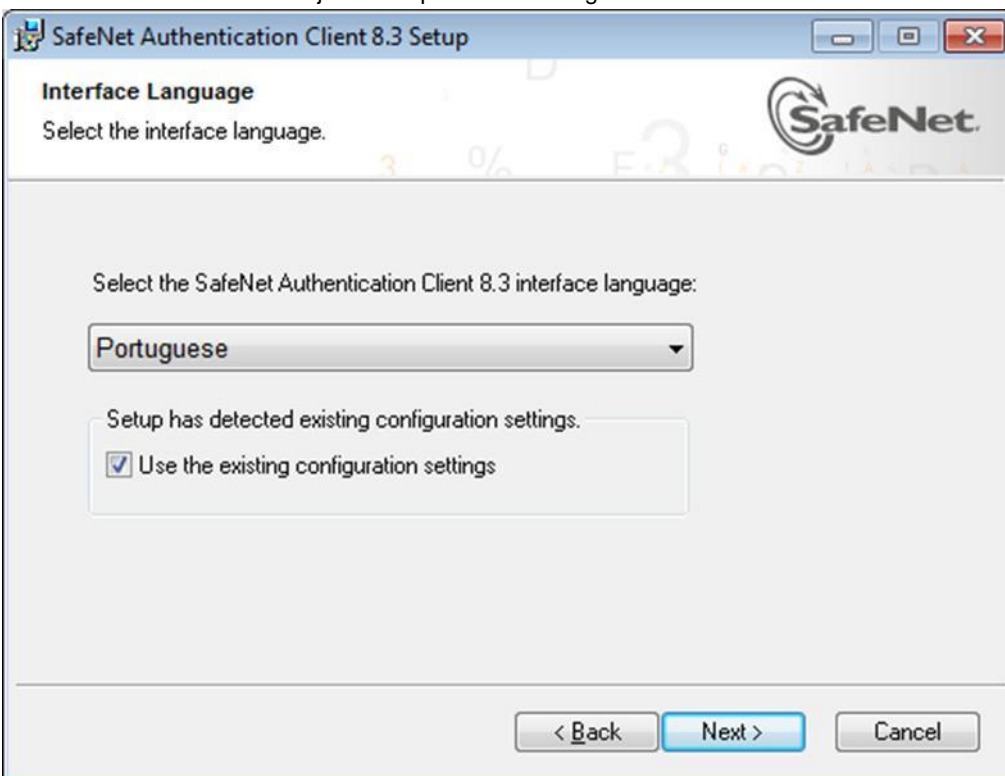 SafeNet Authentication Client 8.3 Setup
Interface Language
Select the interface language.
SafeNet.
Select the SafeNet Authentication Client 8.3 interface language:
Portuguese
Setup has detected existing configuration settings.
Use the existing configuration settings
< Back
Next >
Cancel